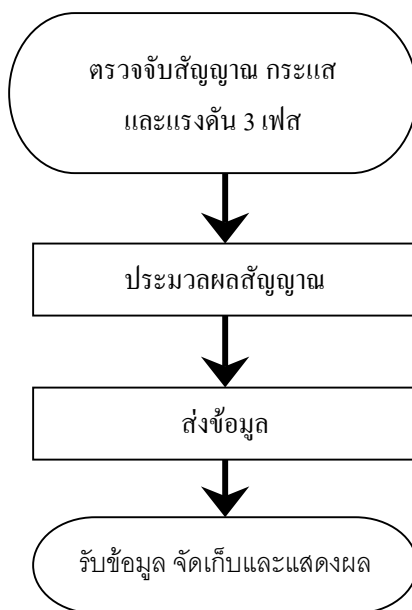 ตรวจจับสัญญาณ กระแส
และแรงดัน 3 เฟส
ประมวลผลสัญญาณ
ส่งข้อมูล
รับข้อมูล จัดเก็บและแสดงผล